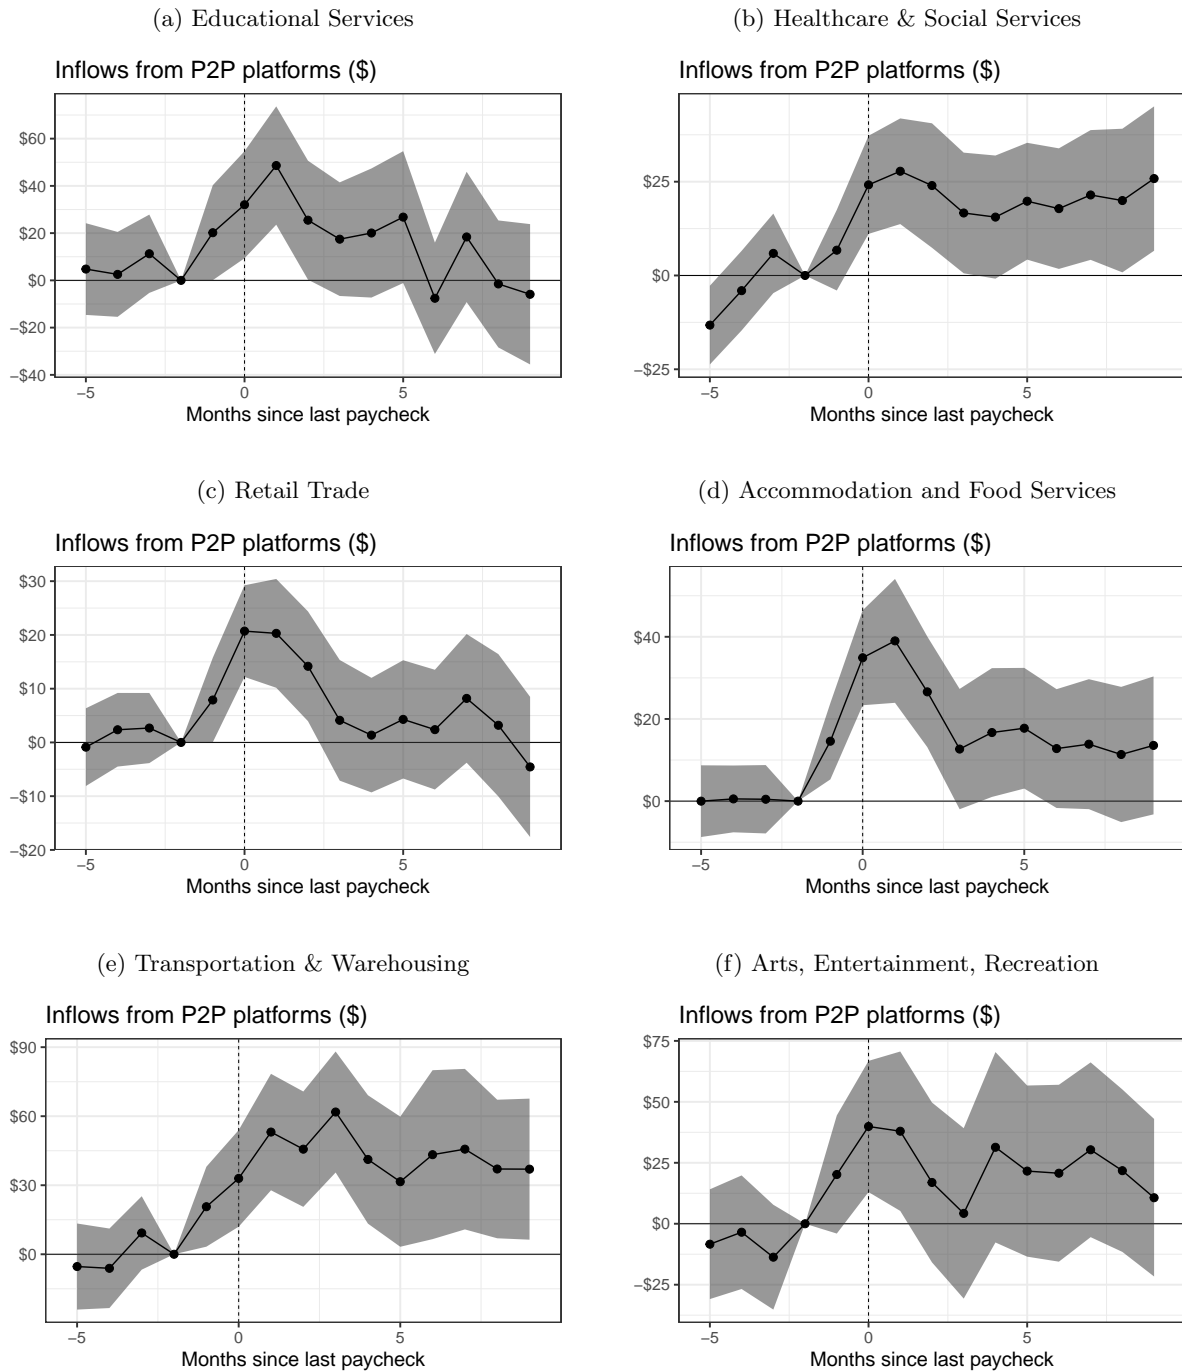 (a) Educational Services
Inflows from P2P platforms ($)
$60
$40
$20
$0
−$20
−$40
−5
0
5
Months since last paycheck
(b) Healthcare & Social Services
Inflows from P2P platforms ($)
$25
$0
−$25
−5
0
5
Months since last paycheck
(c) Retail Trade
Inflows from P2P platforms ($)
$30
$20
$10
$0
−$10
−$20
−5
0
5
Months since last paycheck
(d) Accommodation and Food Services
Inflows from P2P platforms ($)
$40
$20
$0
−5
0
5
Months since last paycheck
(e) Transportation & Warehousing
Inflows from P2P platforms ($)
$90
$60
$30
$0
−5
0
5
Months since last paycheck
(f) Arts, Entertainment, Recreation
Inflows from P2P platforms ($)
$75
$50
$25
$0
−$25
−5
0
5
Months since last paycheck